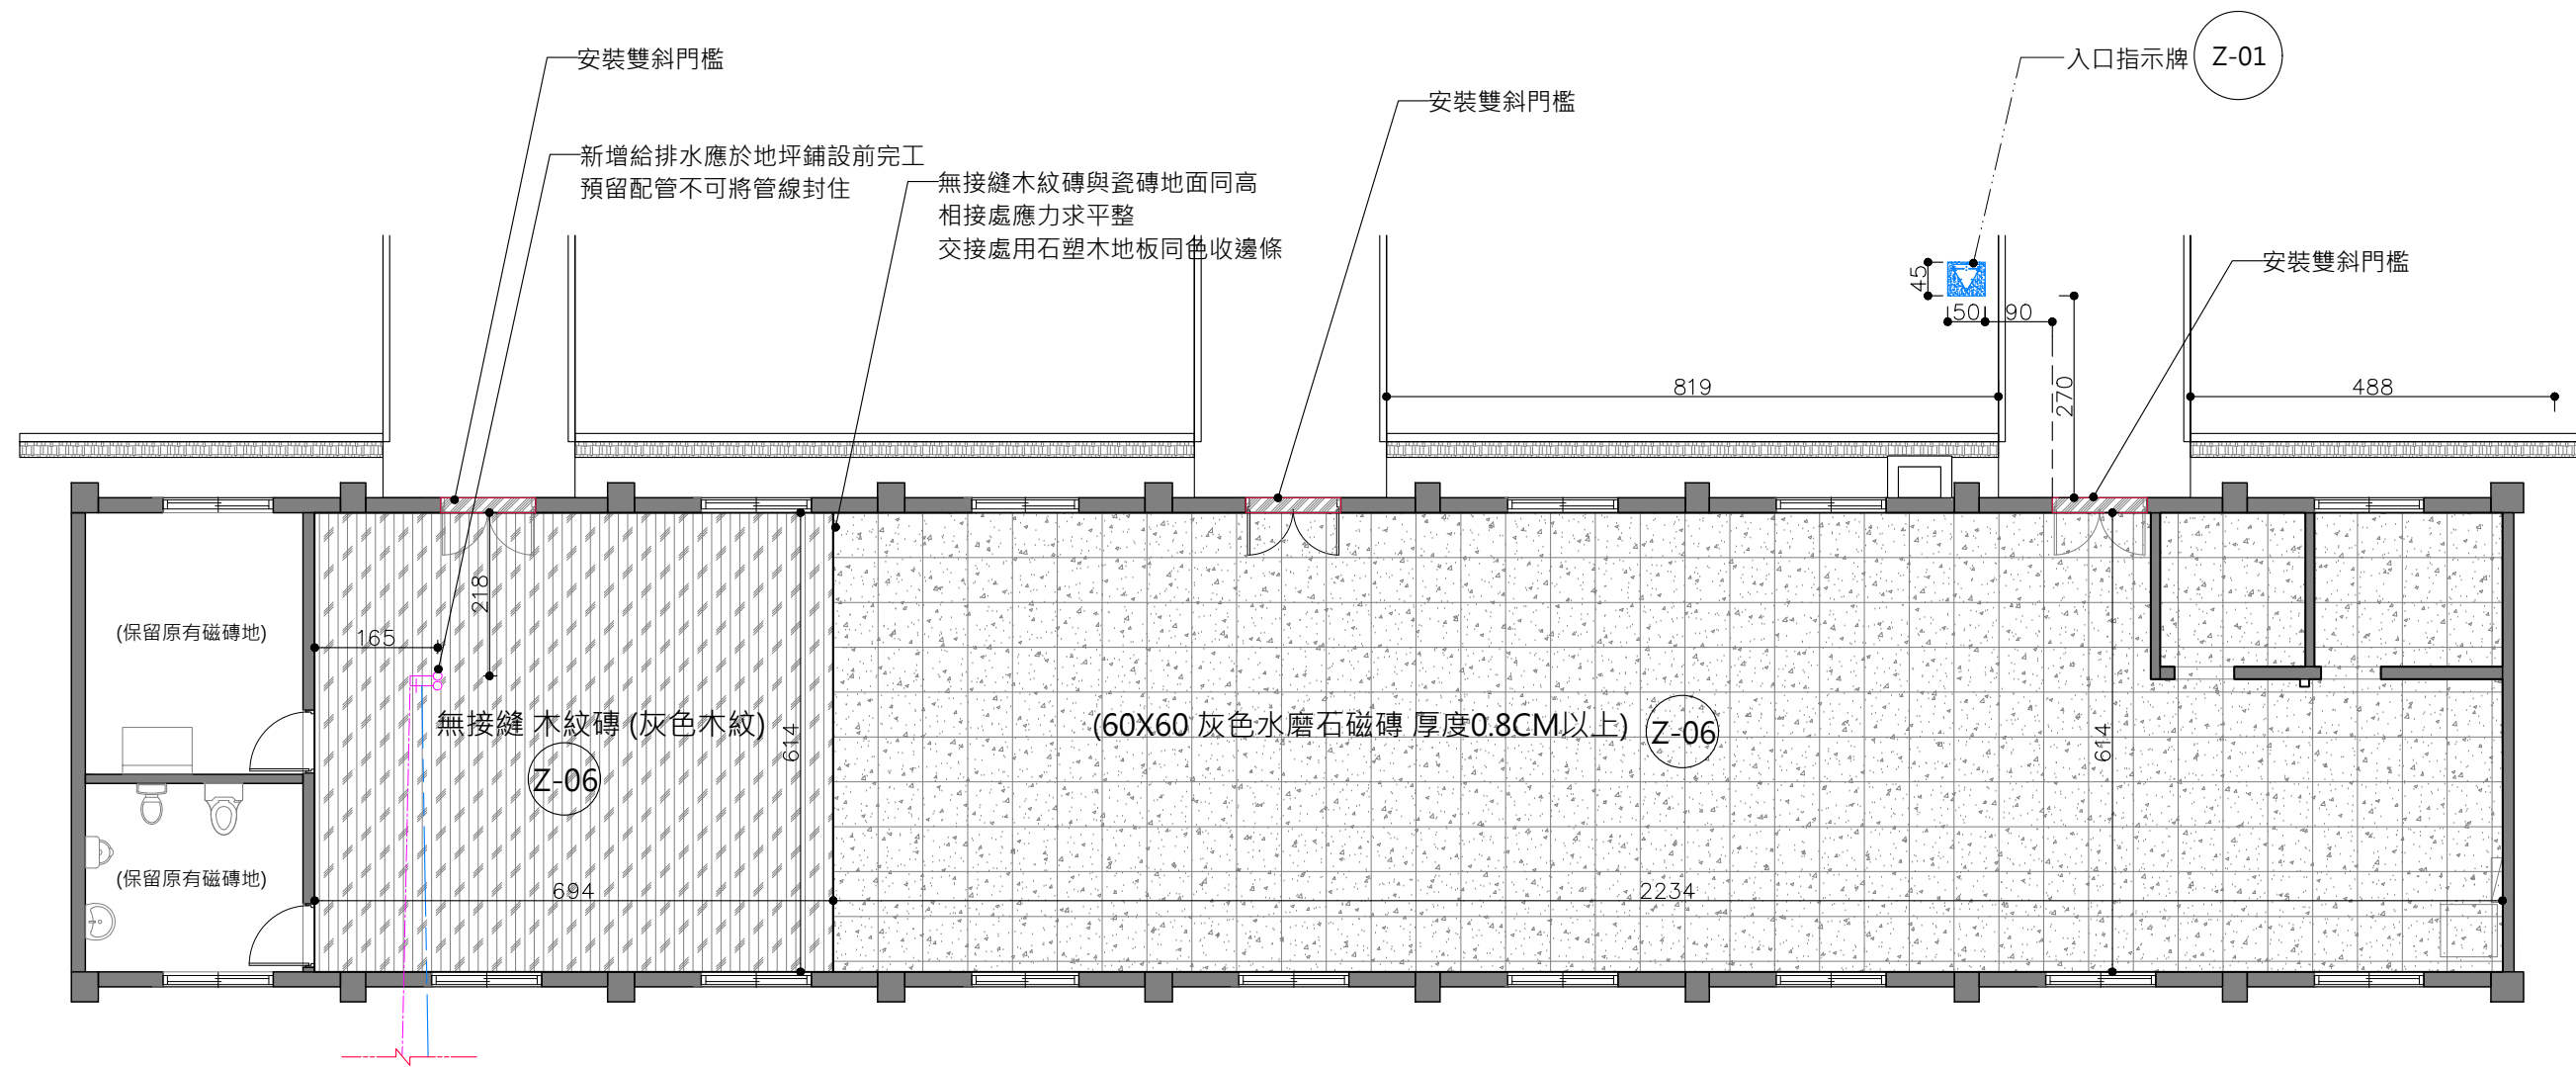 安裝雙斜門檻
入口指示牌
Z-01
安裝雙斜門檻
新增給排水應於地坪鋪設前完工
預留配管不可將管線封住
無接縫木紋磚與瓷磚地面同高
相接處應力求平整
交接處用石塑木地板同色收邊條
安裝雙斜門檻
45
50
90
270
819
488
218
165
(保留原有磁磚地)
無接縫 木紋磚 (灰色木紋)
Z-06
614
(60X60 灰色水磨石磁磚 厚度0.8CM以上)
Z-06
614
(保留原有磁磚地)
694
2234